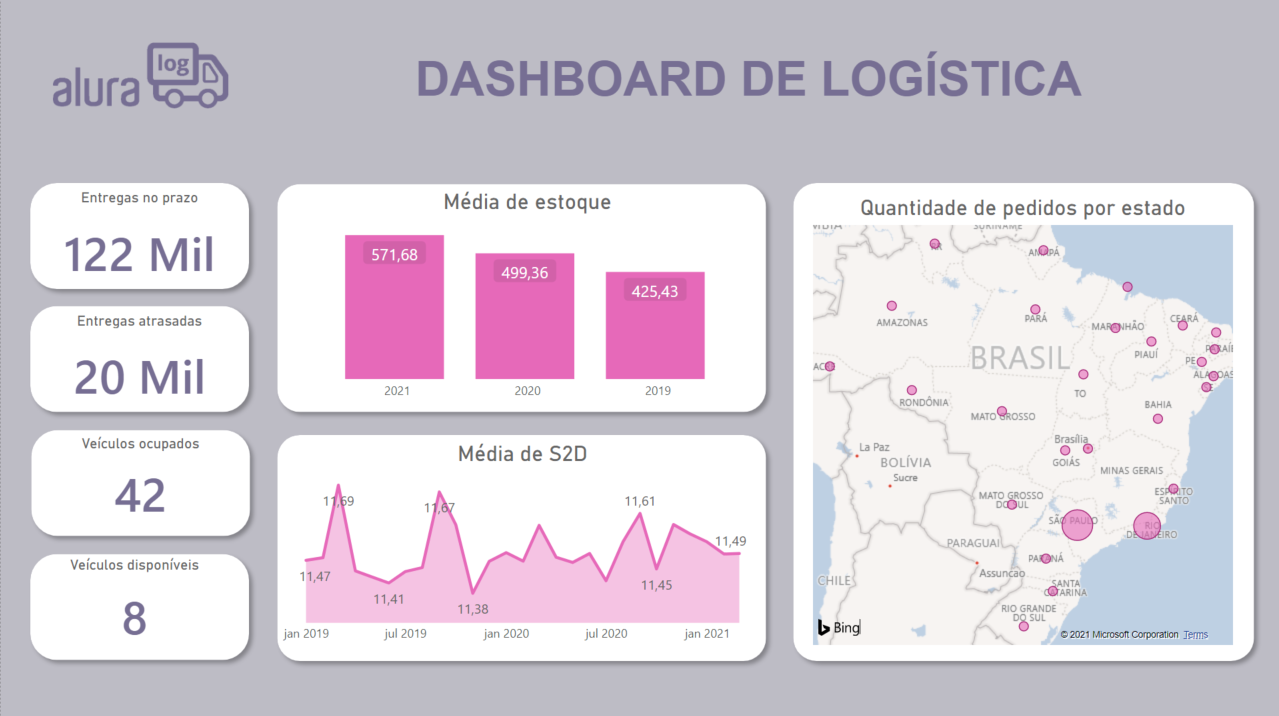 alura log
DASHBOARD DE LOGÍSTICA
Entregas no prazo
122 Mil
Entregas atrasadas
20 Mil
Veículos ocupados
42
Veículos disponíveis
8
Média de estoque
571,68
499,36
425,43
2021
2020
2019
Média de S2D
11,69
11,67
11,61
11,49
11,47
11,45
11,41
11,38
jan 2019
jul 2019
jan 2020
jul 2020
jan 2021
Quantidade de pedidos por estado
SURINAME
AMAPÁ
AMAZONAS
PARÁ
MARANHÃO
CEARÁ
BRASIL
PIAUÍ
PE
ALAGOAS
RONDÔNIA
TO
MATO GROSSO
BAHIA
Brasília
La Paz
BOLÍVIA
GOIÁS
MINAS GERAIS
Sucre
MATO GROSSO
DO SUL
ESPÍRITO
SANTO
SÃO PAULO
RIO
DE JANEIRO
PARAGUAI
PARANÁ
Assuncão
CHILE
SANTA
CATARINA
RIO GRANDE
DO SUL
Bing
© 2021 Microsoft Corporation Terms